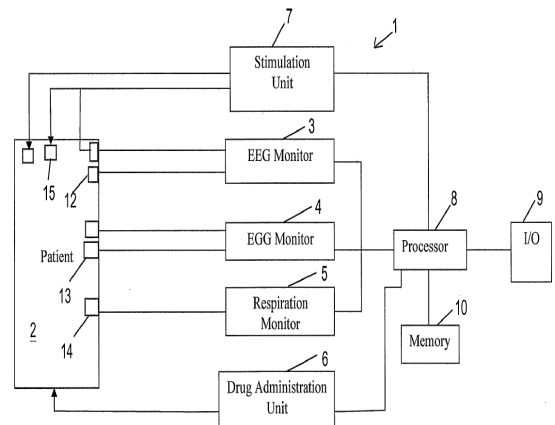 7
1
Stimulation
Unit
3
EEG Monitor
15
12
4
EGG Monitor
8
Processor
9
I/O
Patient
13
5
Respiration
Monitor
10
Memory
2
14
6
Drug Administration
Unit